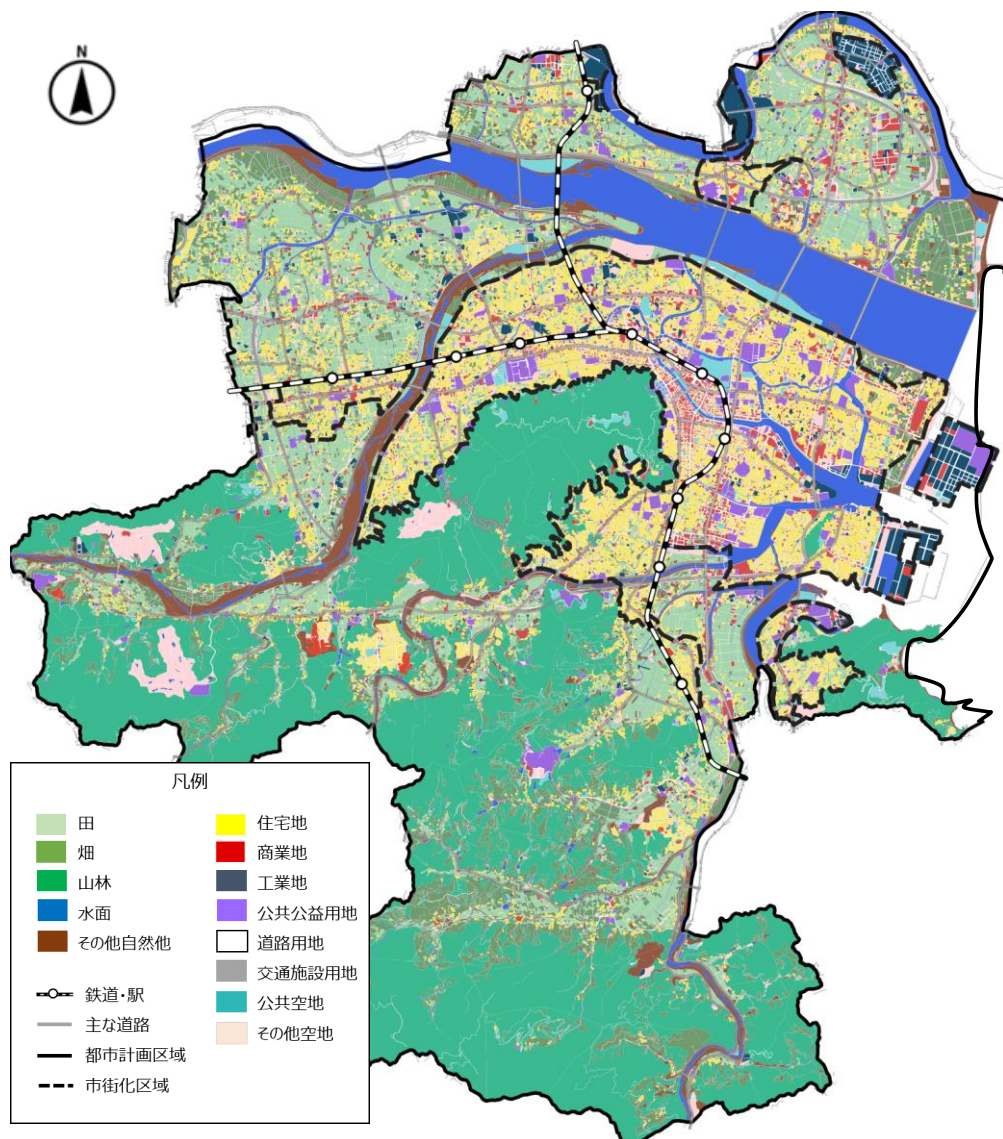 N
凡例
田
畑
山林
水面
その他自然他
鉄道・駅
主な道路
都市計画区域
市街化区域
住宅地
商業地
工業地
公共公益用地
道路用地
交通施設用地
公共空地
その他空地